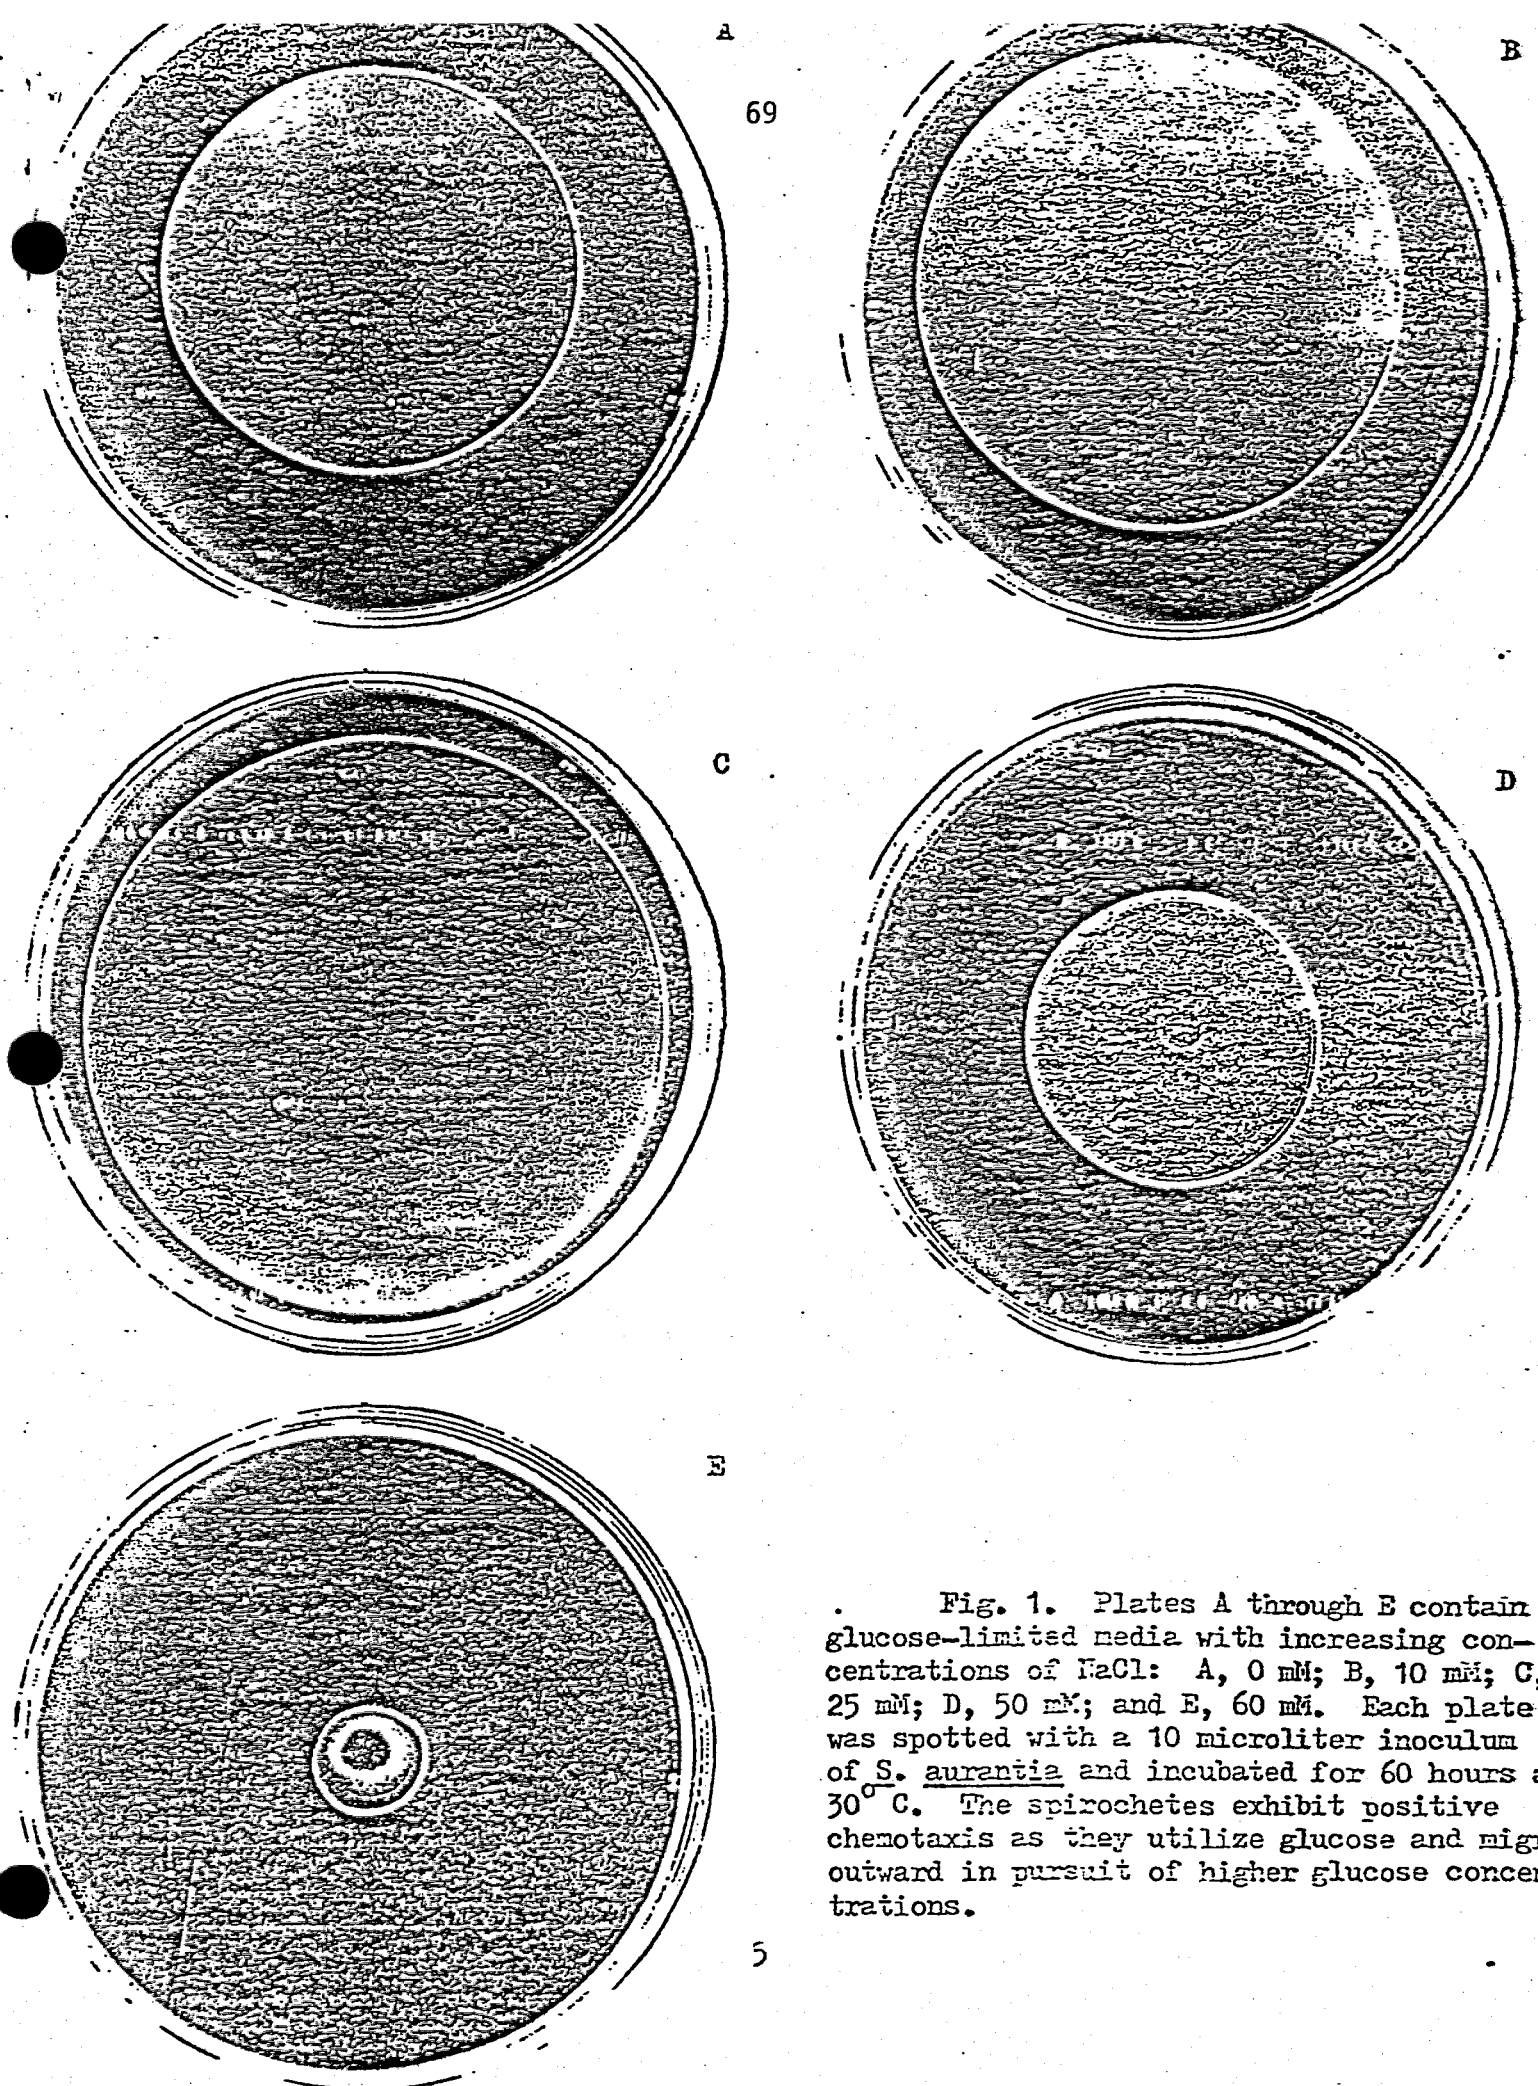 A
B
69
C
D
E
Fig. 1. Plates A through E contain
glucose-limited media with increasing con-
centrations of NaCl: A, 0 mM; B, 10 mM; C,
25 mM; D, 50 mM; and E, 60 mM. Each plate
was spotted with a 10 microliter inoculum
of S. aurantia and incubated for 60 hours
30° C. The spirochetes exhibit positive
chemotaxis as they utilize glucose and mig
outward in pursuit of higher glucose concen
trations.
5